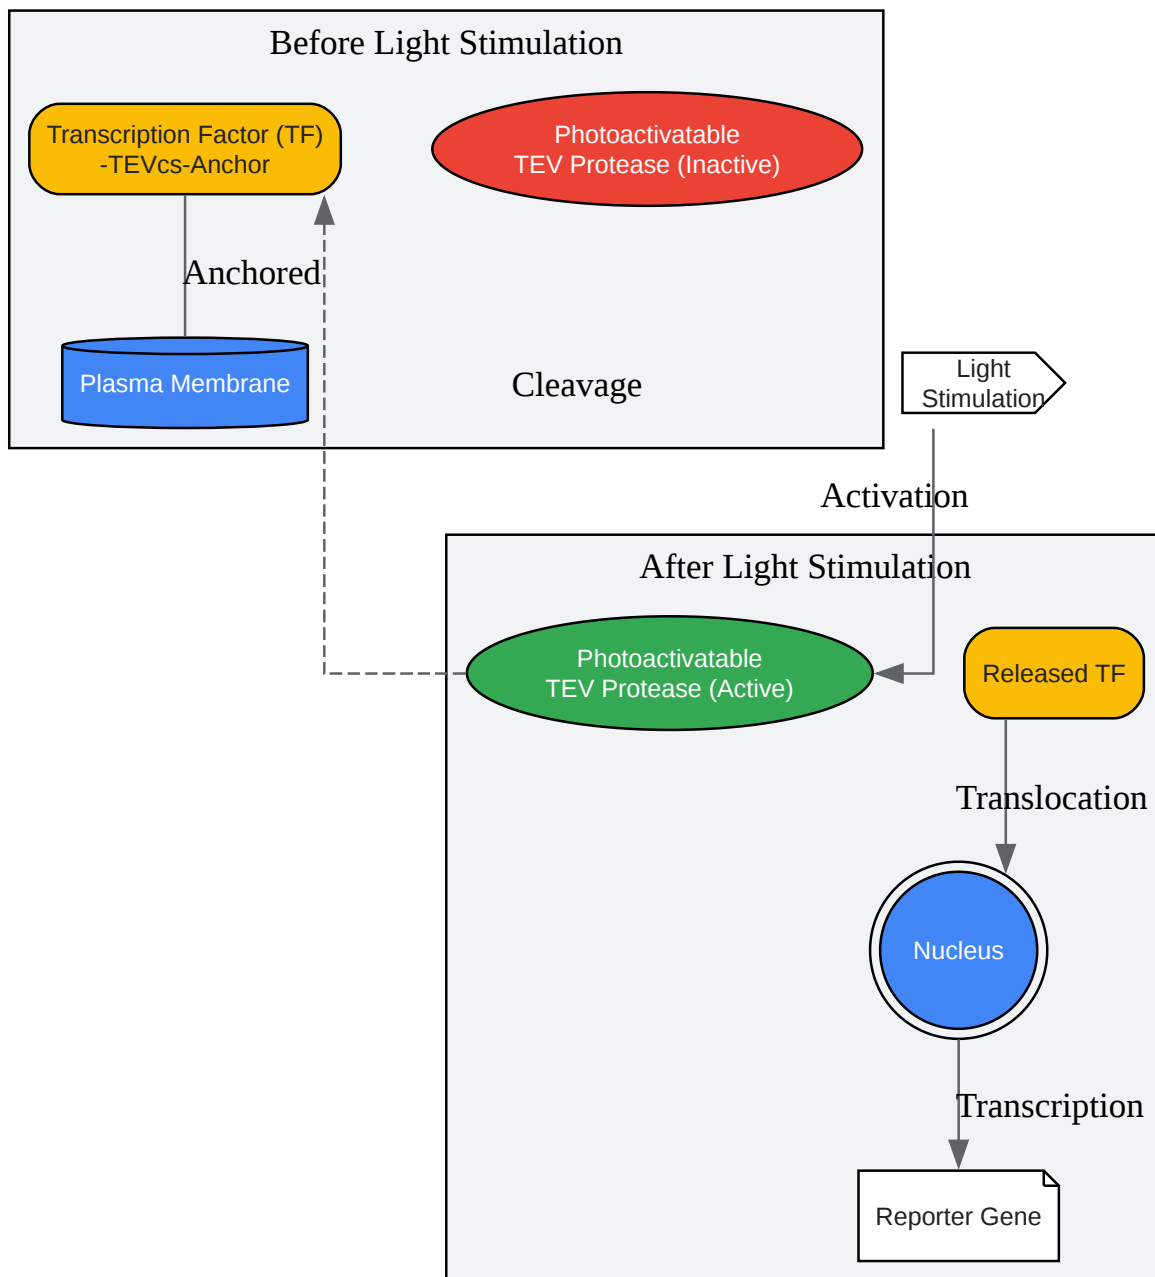 Before Light Stimulation
Transcription Factor (TF)
-TEVcs-Anchor
Photoactivatable
TEV Protease (Inactive)
Anchored
Plasma Membrane
Cleavage
Light
Stimulation
Activation
After Light Stimulation
Photoactivatable
TEV Protease (Active)
Released TF
Translocation
Nucleus
Transcription
Reporter Gene